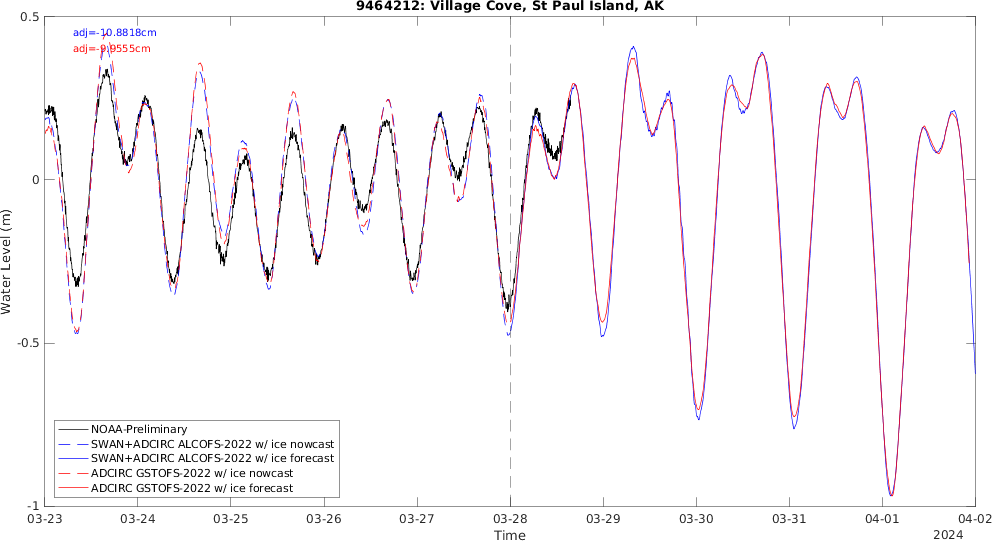 9464212: Village Cove, St Paul Island, AK
adj=-10.8818cm
adj=-9.9555cm
0.5
0
-0.5
-1
Water Level (m)
NOAA-Preliminary
SWAN+ADCIRC ALCOFS-2022 w/ ice nowcast
SWAN+ADCIRC ALCOFS-2022 w/ ice forecast
ADCIRC GSTOFS-2022 w/ ice nowcast
ADCIRC GSTOFS-2022 w/ ice forecast
03-23 03-24 03-25 03-26 03-27 03-28 03-29 03-30 03-31 04-01 04-02
Time
2024